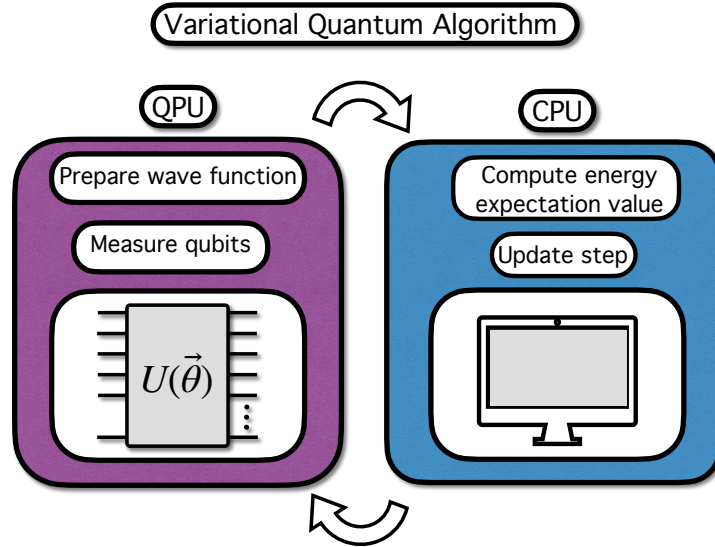 Variational Quantum Algorithm
QPU
CPU
Prepare wave function
Measure qubits
U(θ⃗)
Compute energy
expectation value
Update step